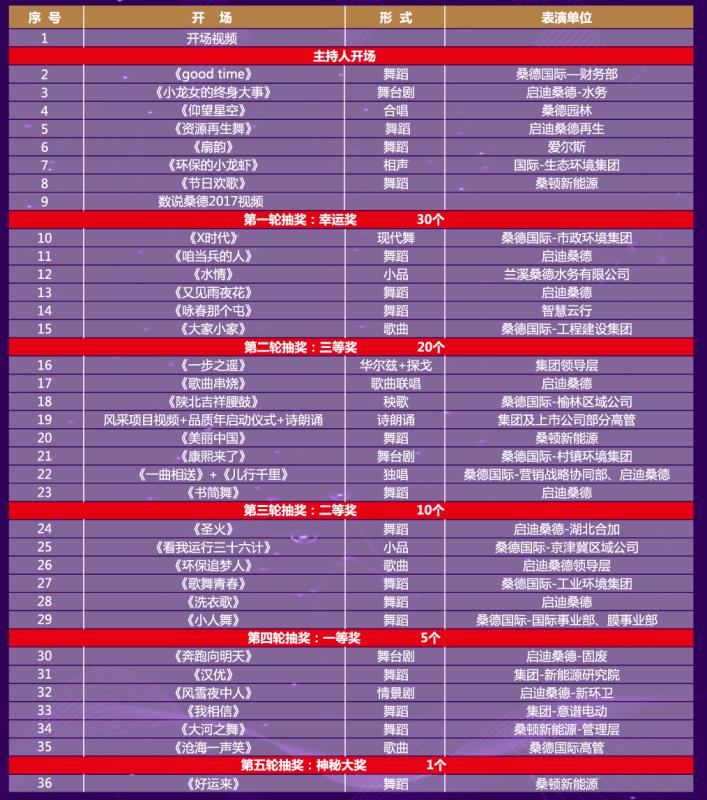 序 号 开 场 形 式 表演单位
1 开场视频
主持人开场
2 《good time》 舞蹈 桑德国际—财务部
3 《小龙女的终身大事》 舞台剧 启迪桑德-水务
4 《仰望星空》 合唱 桑德园林
5 《资源再生舞》 舞蹈 启迪桑德再生
6 《扇韵》 舞蹈 爱尔斯
7 《环保的小龙虾》 相声 国际-生态环境集团
8 《节日欢歌》 舞蹈 桑顿新能源
9 数说桑德2017视频
第一轮抽奖：幸运奖 30个
10 《X时代》 现代舞 桑德国际-市政环境集团
11 《咱当兵的人》 舞蹈 启迪桑德
12 《水情》 小品 兰溪桑德水务有限公司
13 《又见雨夜花》 舞蹈 启迪桑德
14 《咏春那个屯》 舞蹈 智慧云行
15 《大家小家》 歌曲 桑德国际-工程建设集团
第二轮抽奖：三等奖 20个
16 《一步之遥》 华尔兹+探戈 集团领导层
17 《歌曲串烧》 歌曲联唱 启迪桑德
18 《陕北吉祥腰鼓》 秧歌 桑德国际-榆林区域公司
19 风采项目视频+品质年启动仪式+诗朗诵 诗朗诵 集团及上市公司部分高管
20 《美丽中国》 舞蹈 桑顿新能源
21 《康熙来了》 舞台剧 桑德国际-村镇环境集团
22 《一曲相送》+《儿行千里》 独唱 桑德国际-营销战略协同部、启迪桑德
23 《书简舞》 舞蹈 启迪桑德
第三轮抽奖：二等奖 10个
24 《圣火》 舞蹈 启迪桑德-湖北合加
25 《看我运行三十六计》 小品 桑德国际-京津冀区域公司
26 《环保追梦人》 歌曲 启迪桑德领导层
27 《歌舞青春》 舞蹈 桑德国际-工业环境集团
28 《洗衣歌》 舞蹈 启迪桑德
29 《小人舞》 舞蹈 桑德国际-国际事业部、膜事业部
第四轮抽奖：一等奖 5个
30 《奔跑向明天》 舞台剧 启迪桑德-固废
31 《汉优》 舞蹈 集团-新能源研究院
32 《风雪夜中人》 情景剧 启迪桑德-新环卫
33 《我相信》 舞蹈 集团-意谱电动
34 《大河之舞》 舞蹈 桑顿新能源-管理层
35 《沧海一声笑》 歌曲 桑德国际高管
第五轮抽奖：神秘大奖 1个
36 《好运来》 舞蹈 桑顿新能源